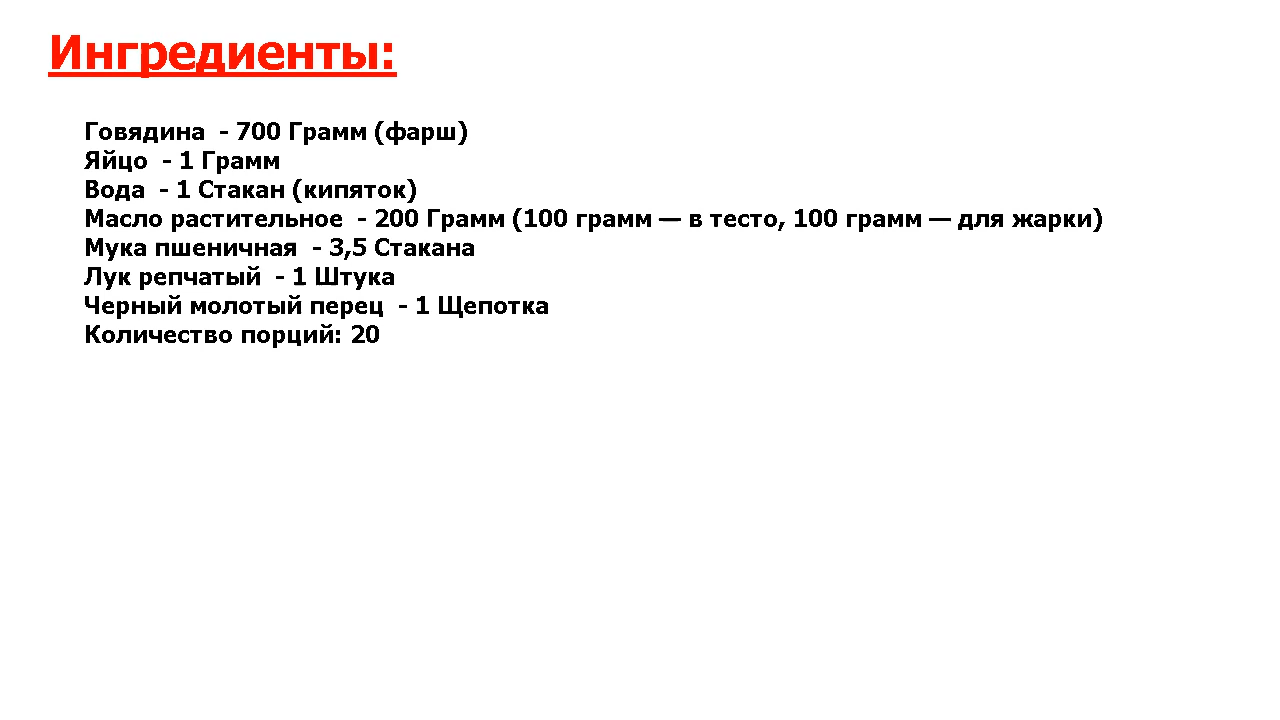 Ингредиенты:
Говядина  - 700 Грамм (фарш)
Яйцо  - 1 Грамм
Вода  - 1 Стакан (кипяток)
Масло растительное  - 200 Грамм (100 грамм — в тесто, 100 грамм — для жарки)
Мука пшеничная  - 3,5 Стакана
Лук репчатый  - 1 Штука
Черный молотый перец  - 1 Щепотка
Количество порций: 20